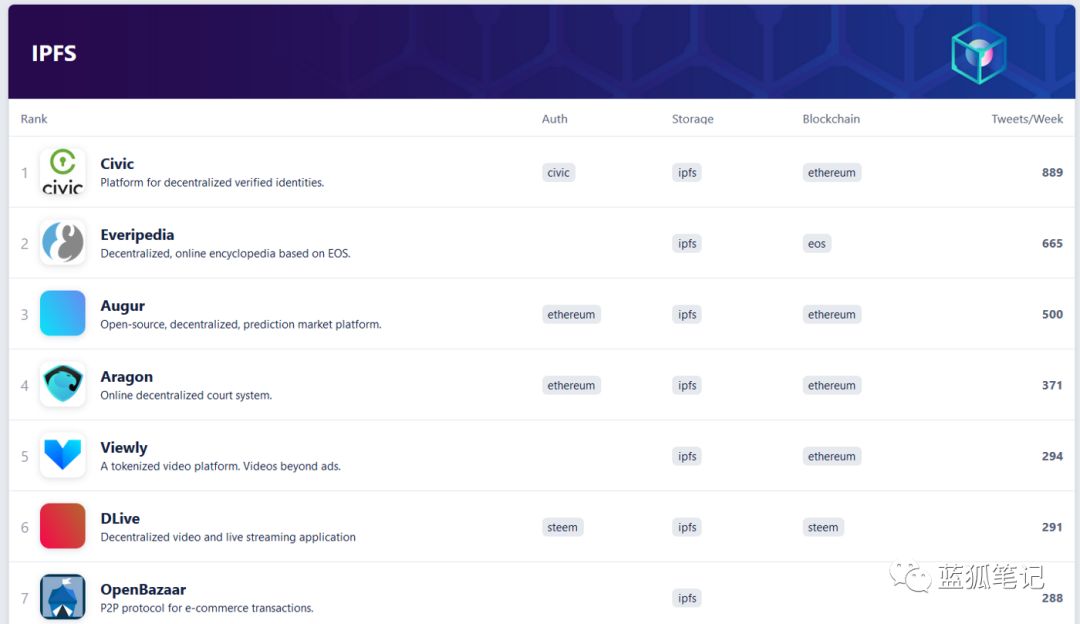 IPFS
Rank Auth Storage Blockchain Tweets/Week
1 civic Civic civic ipfs ethereum 889
Platform for decentralized verified identities.
2 Everipedia ipfs eos 665
Decentralized, online encyclopedia based on EOS.
3 Augur ethereum ipfs ethereum 500
Open-source, decentralized, prediction market platform.
4 Aragon ethereum ipfs ethereum 371
Online decentralized court system.
5 Viewly ipfs ethereum 294
A tokenized video platform. Videos beyond ads.
6 DLive steem ipfs steem 291
Decentralized video and live streaming application
7 OpenBazaar ipfs 288
P2P protocol for e-commerce transactions.
蓝狐笔记